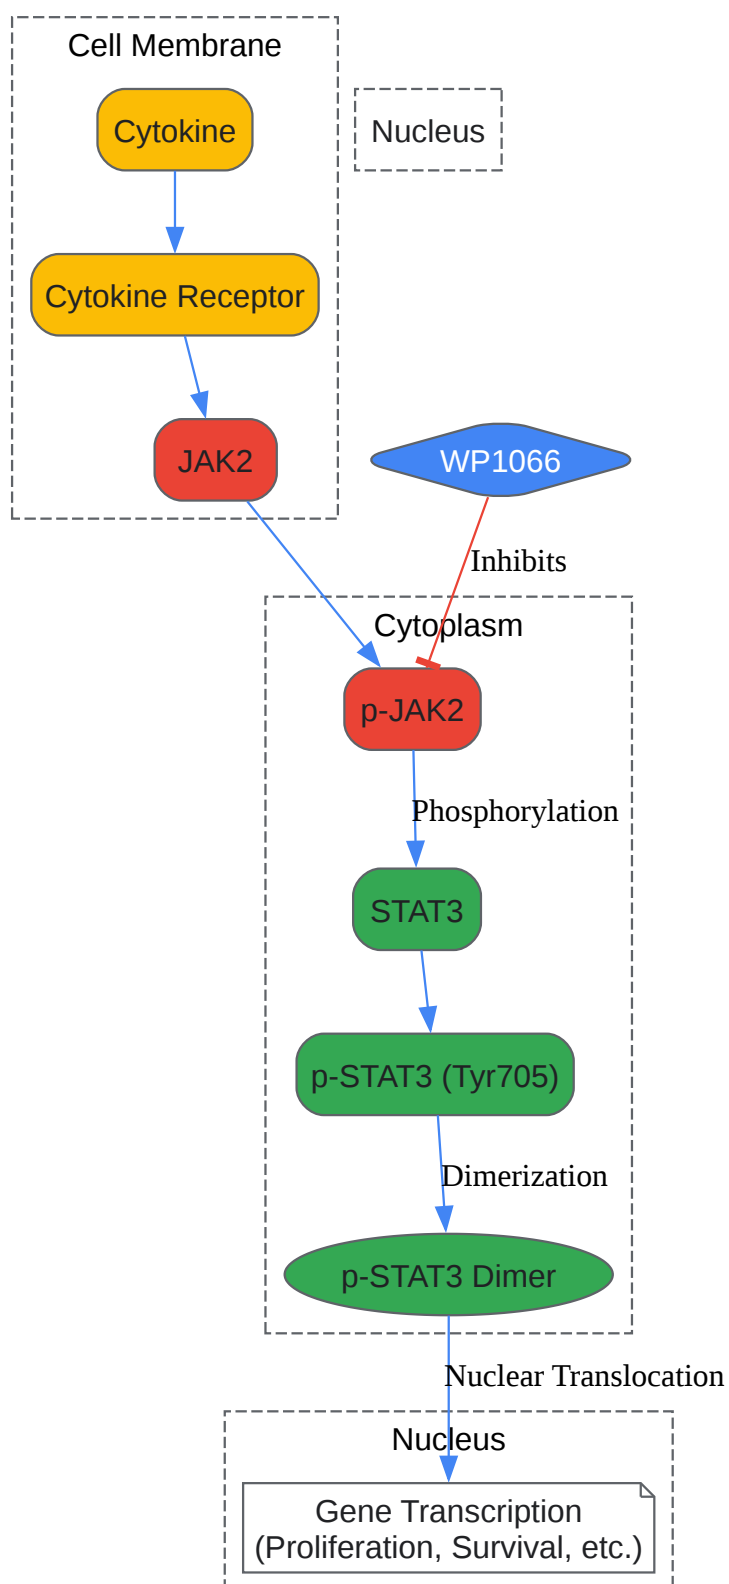 Cell Membrane
Cytokine
Nucleus
Cytokine Receptor
JAK2
WP1066
Inhibits
Cytoplasm
p-JAK2
Phosphorylation
STAT3
p-STAT3 (Tyr705)
Dimerization
p-STAT3 Dimer
Nuclear Translocation
Nucleus
Gene Transcription
(Proliferation, Survival, etc.)